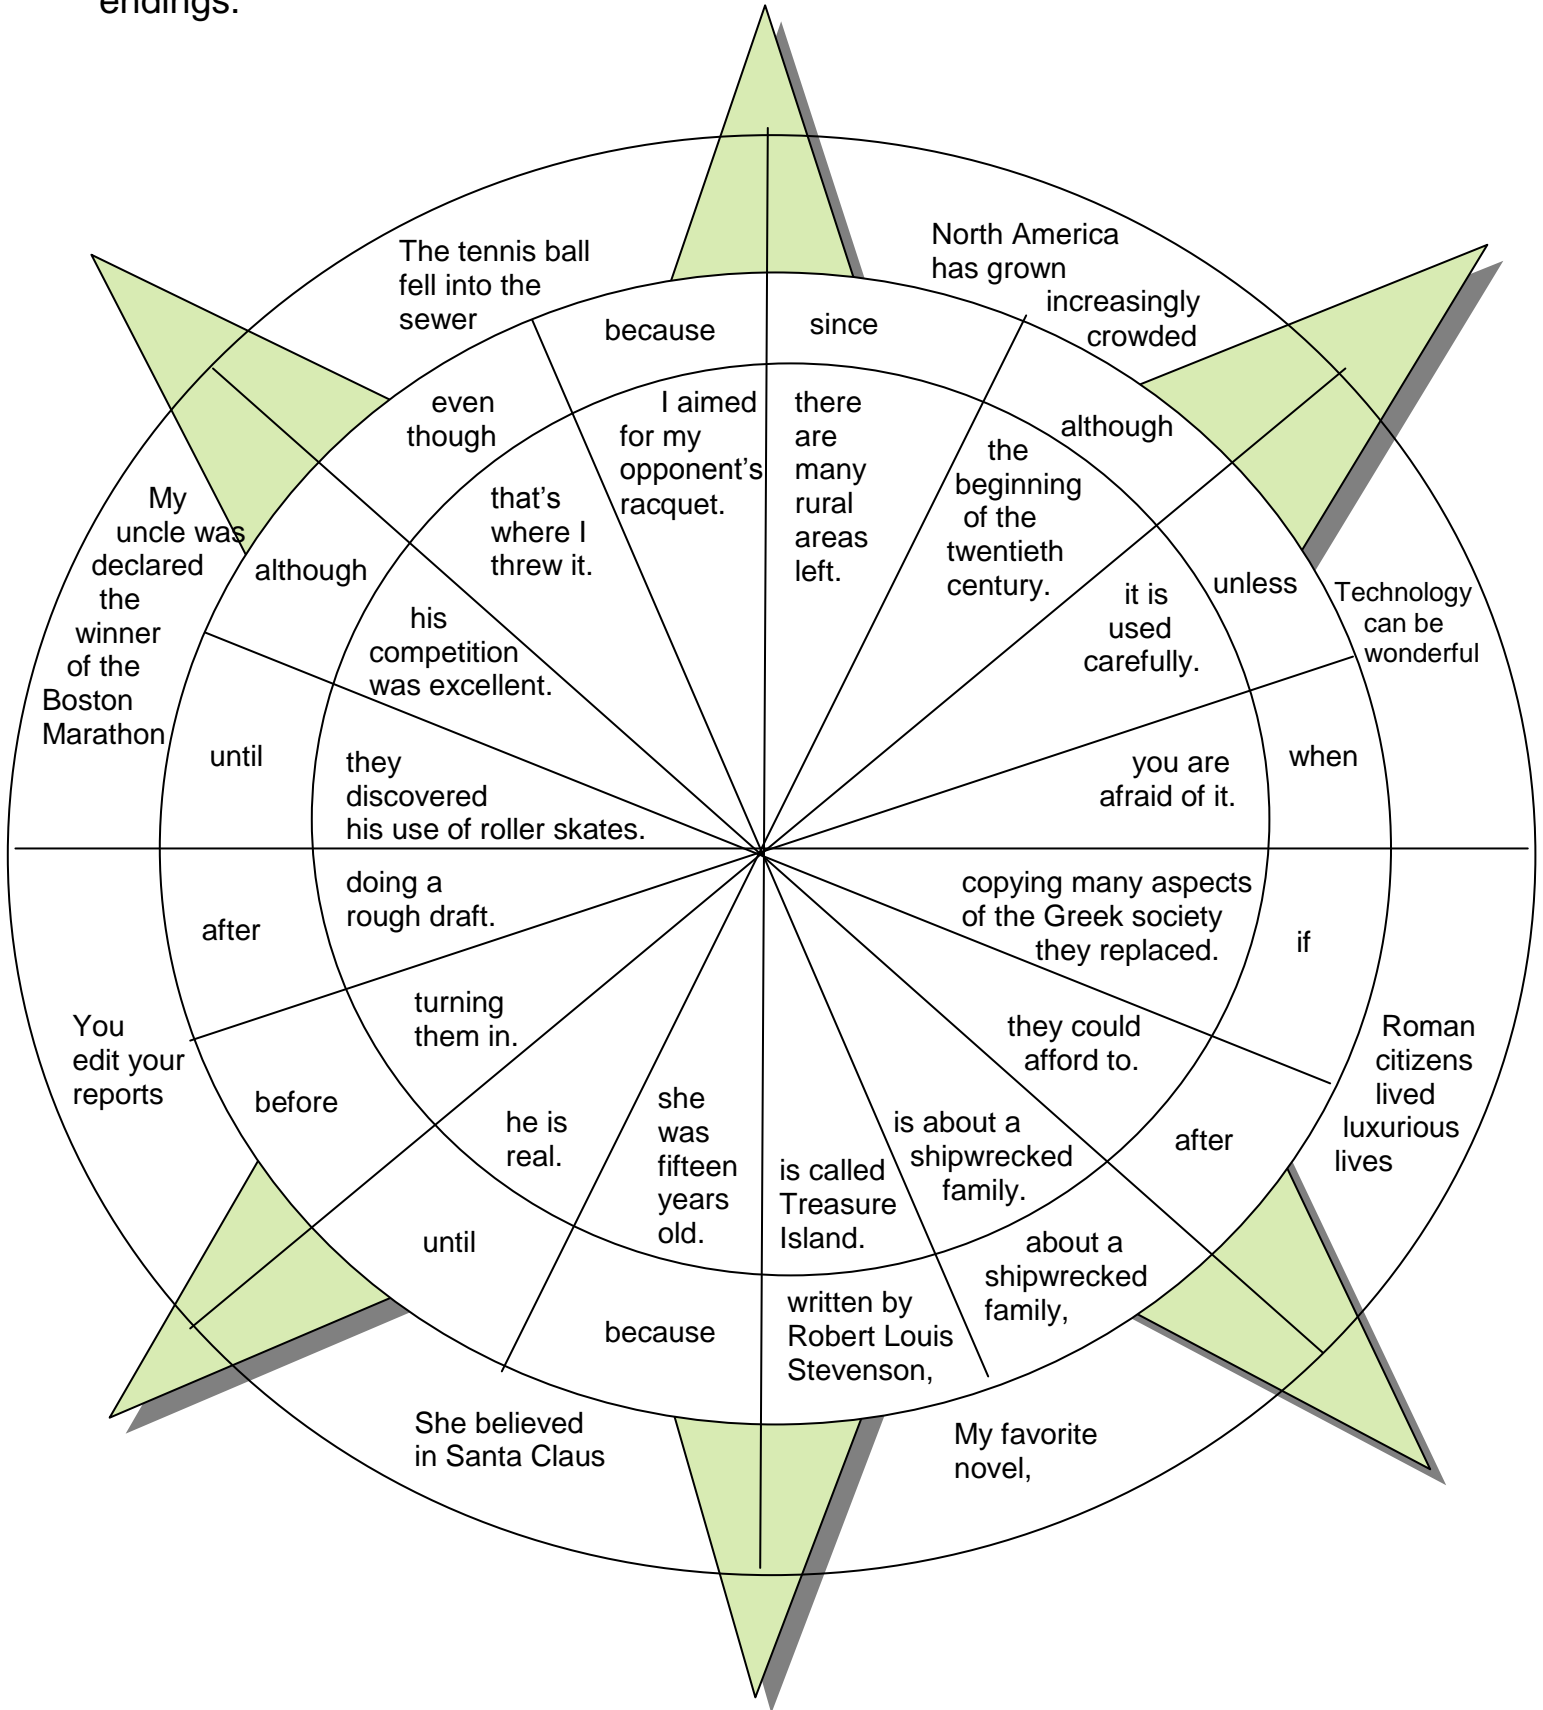 endings.
The tennis ball
fell into the
sewer
North America
has grown
increasingly
crowded
because
since
even
though
although
I aimed
for my
opponent's
racquet.
there
are
many
rural
areas
left.
the
beginning
of the
twentieth
century.
that's
where I
threw it.
My
uncle was
declared
the
winner
of the
Boston
Marathon
although
his
competition
was excellent.
it is
used
carefully.
unless
Technology
can be
wonderful
until
they
discovered
his use of roller skates.
you are
afraid of it.
when
after
doing a
rough draft.
copying many aspects
of the Greek society
they replaced.
if
You
edit your
reports
before
turning
them in.
they could
afford to.
after
Roman
citizens
lived
luxurious
lives
he is
real.
she
was
fifteen
years
old.
is called
Treasure
Island.
is about a
shipwrecked
family.
until
because
written by
Robert Louis
Stevenson,
about a
shipwrecked
family,
She believed
in Santa Claus
My favorite
novel,